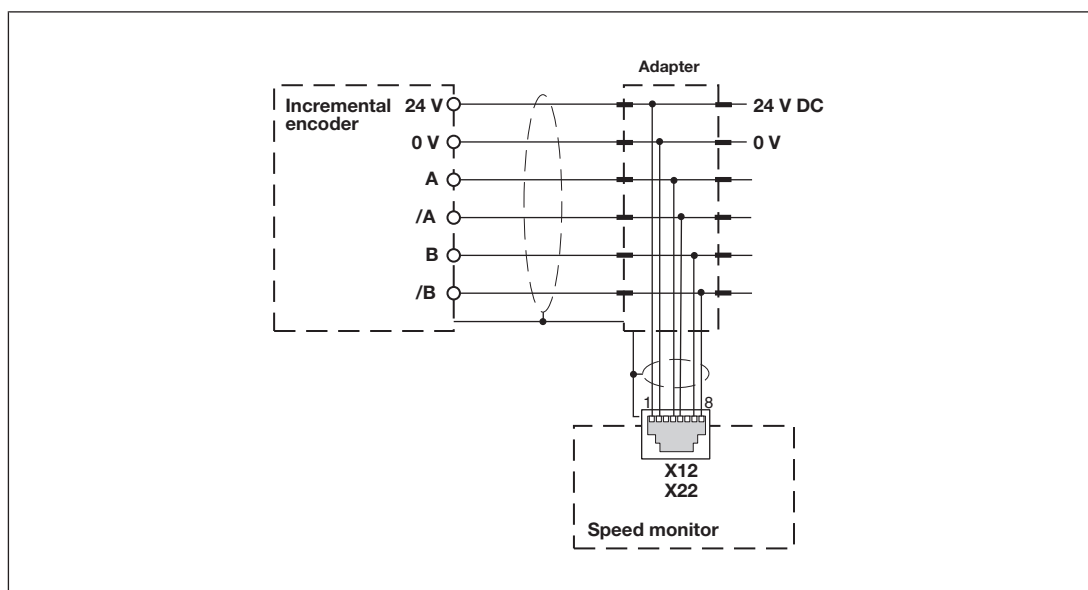 Adapter
Incremental encoder
24 V
24 V DC
0 V
0 V
A
/A
B
/B
1
8
X12
X22
Speed monitor